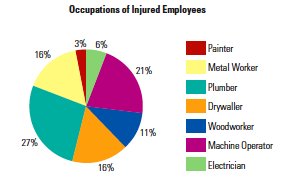 Occupations of Injured Employees
3%
6%
16%
21%
27%
11%
16%
Painter
Metal Worker
Plumber
Drywaller
Woodworker
Machine Operator
Electrician